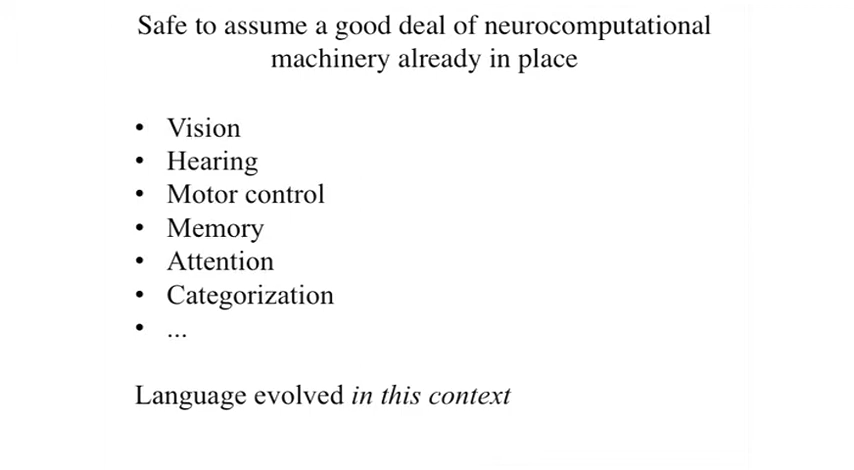 Safe to assume a good deal of neurocomputational
machinery already in place
• Vision
• Hearing
• Motor control
• Memory
• Attention
• Categorization
• ...
Language evolved in this context